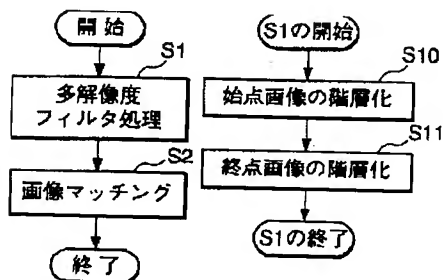 開始
S1
多解像度
フィルタ処理
S2
画像マッチング
終了
S1の開始
S10
始点画像の階層化
S11
終点画像の階層化
S1の終了